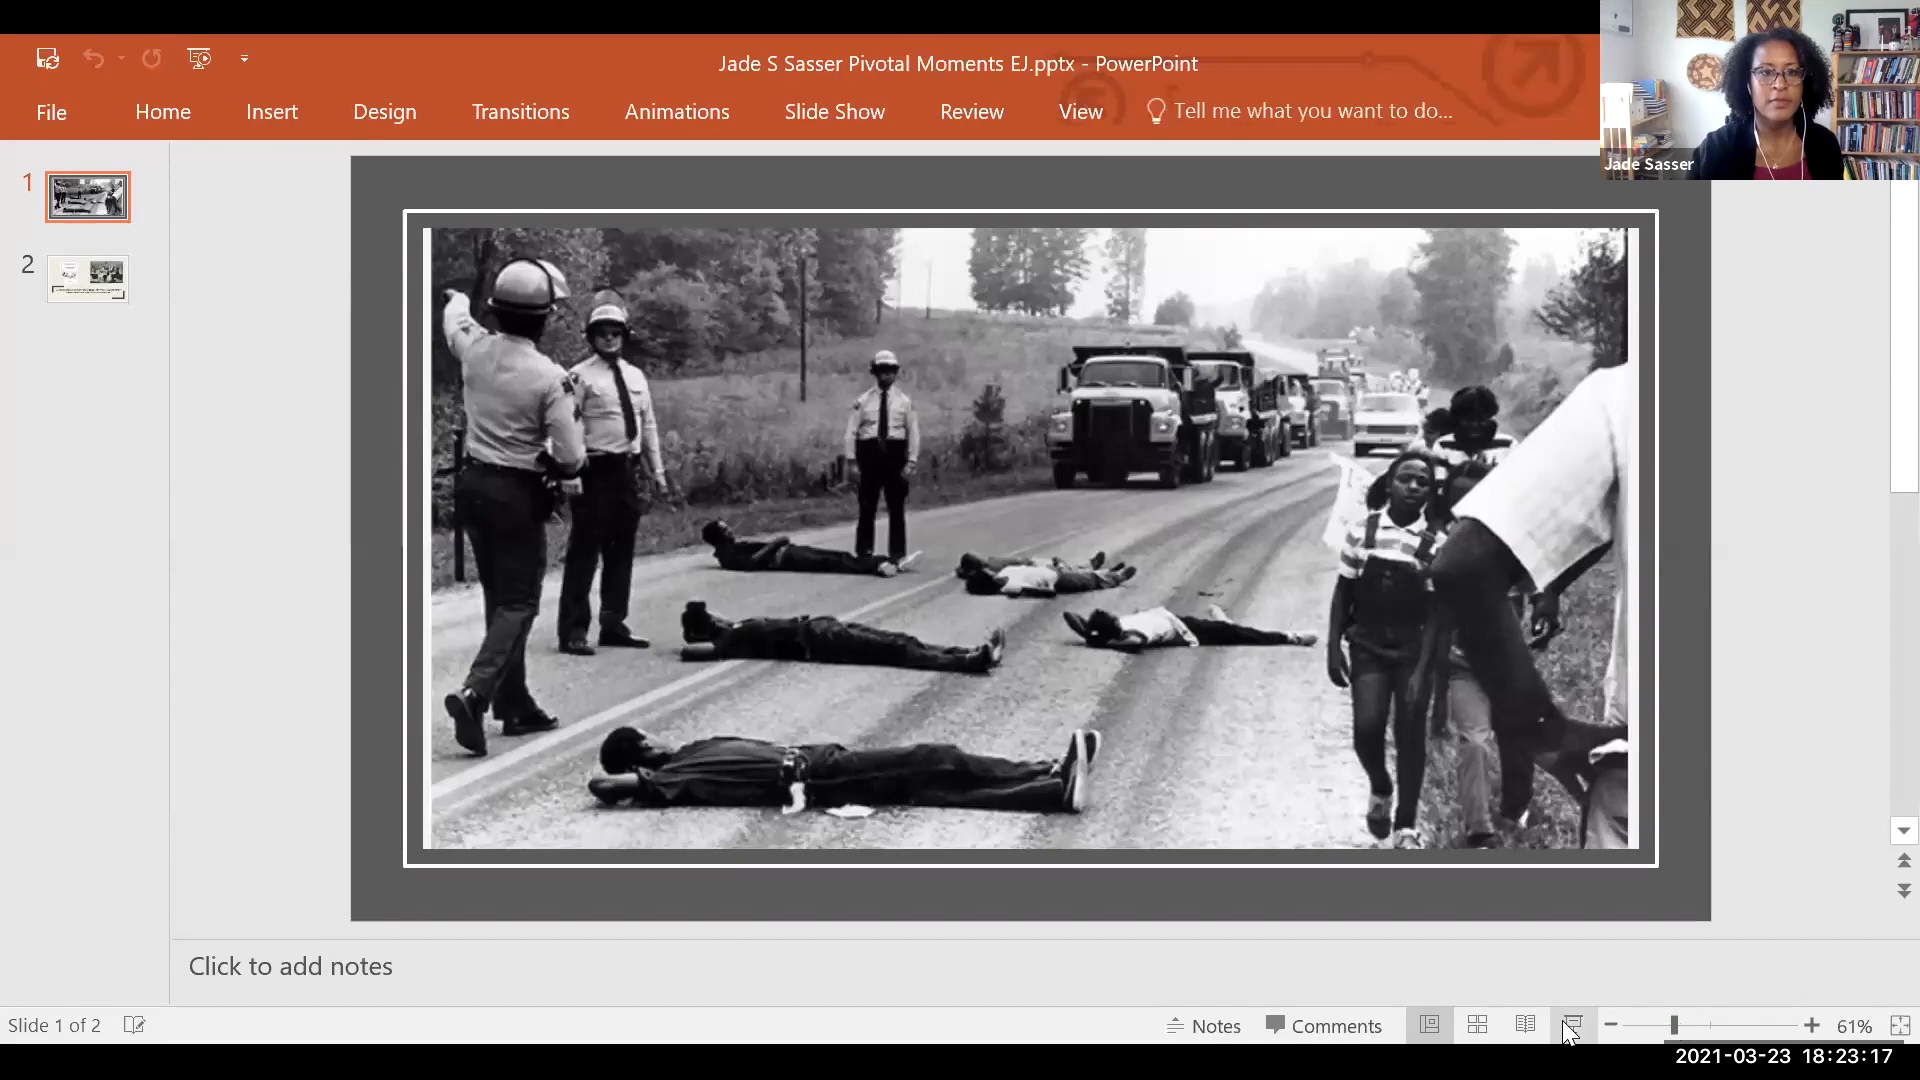 Jade S Sasser Pivotal Moments EJ.pptx - PowerPoint
File Home Insert Design Transitions Animations Slide Show Review View Tell me what you want to do...
Jade Sasser
1
2
Click to add notes
Slide 1 of 2 Notes Comments 61%
2021-03-23 18:23:17